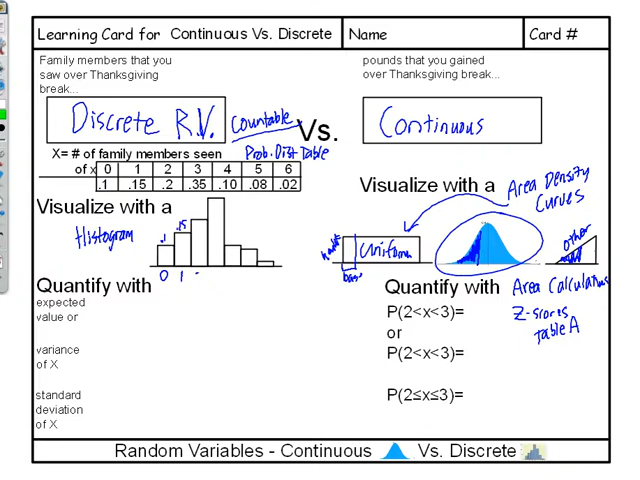 Learning Card for Continuous Vs. Discrete
Name
Card #
Family members that you
saw over Thanksgiving
break...
pounds that you gained
over Thanksgiving break...
Discrete R.V.
Countable
Vs.
Continuous
X= # of family members seen
Prob. Dist Table
of x 0 1 2 3 4 5 6
.1 .15 .2 .35 .10 .08 .02
Visualize with a
Histogram
.1 .15
0 1
Visualize with a
Area Density
Curves
Uniform
base
other
Quantify with
expected
value or
variance
of X
standard
deviation
of X
Quantify with Area Calculations
P(2<x<3)=
Z-scores
Table A
or
P(2<x<3)=
P(2≤x≤3)=
Random Variables - Continuous Vs. Discrete